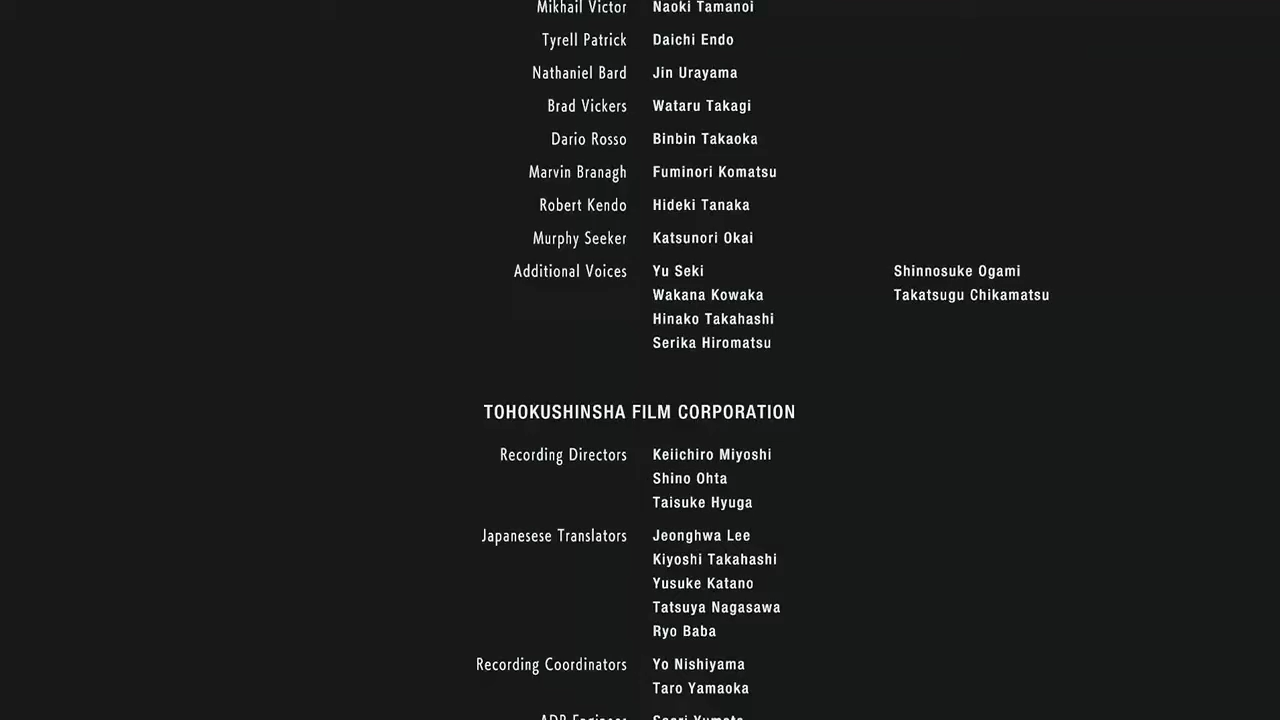 Mikhail Victor Naoki Tamanoi
Tyrell Patrick Daichi Endo
Nathaniel Bard Jin Urayama
Brad Vickers Wataru Takagi
Dario Rosso Binbin Takaoka
Marvin Branagh Fuminori Komatsu
Robert Kendo Hideki Tanaka
Murphy Seeker Katsunori Okai
Additional Voices Yu Seki Shinnosuke Ogami
Wakana Kowaka Takatsugu Chikamatsu
Hinako Takahashi
Serika Hiromatsu
TOHOKUSHINSHA FILM CORPORATION
Recording Directors Keiichiro Miyoshi
Shino Ohta
Taisuke Hyuga
Japanesese Translators Jeonghwa Lee
Kiyoshi Takahashi
Yusuke Katano
Tatsuya Nagasawa
Ryo Baba
Recording Coordinators Yo Nishiyama
Taro Yamaoka
ADR Engineer